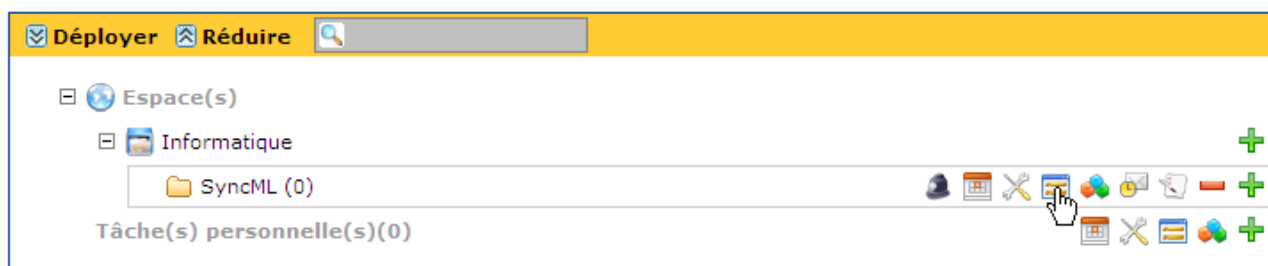 Déployer Réduire
Espace(s)
Informatique
SyncML (0)
Tâche(s) personnelle(s)(0)